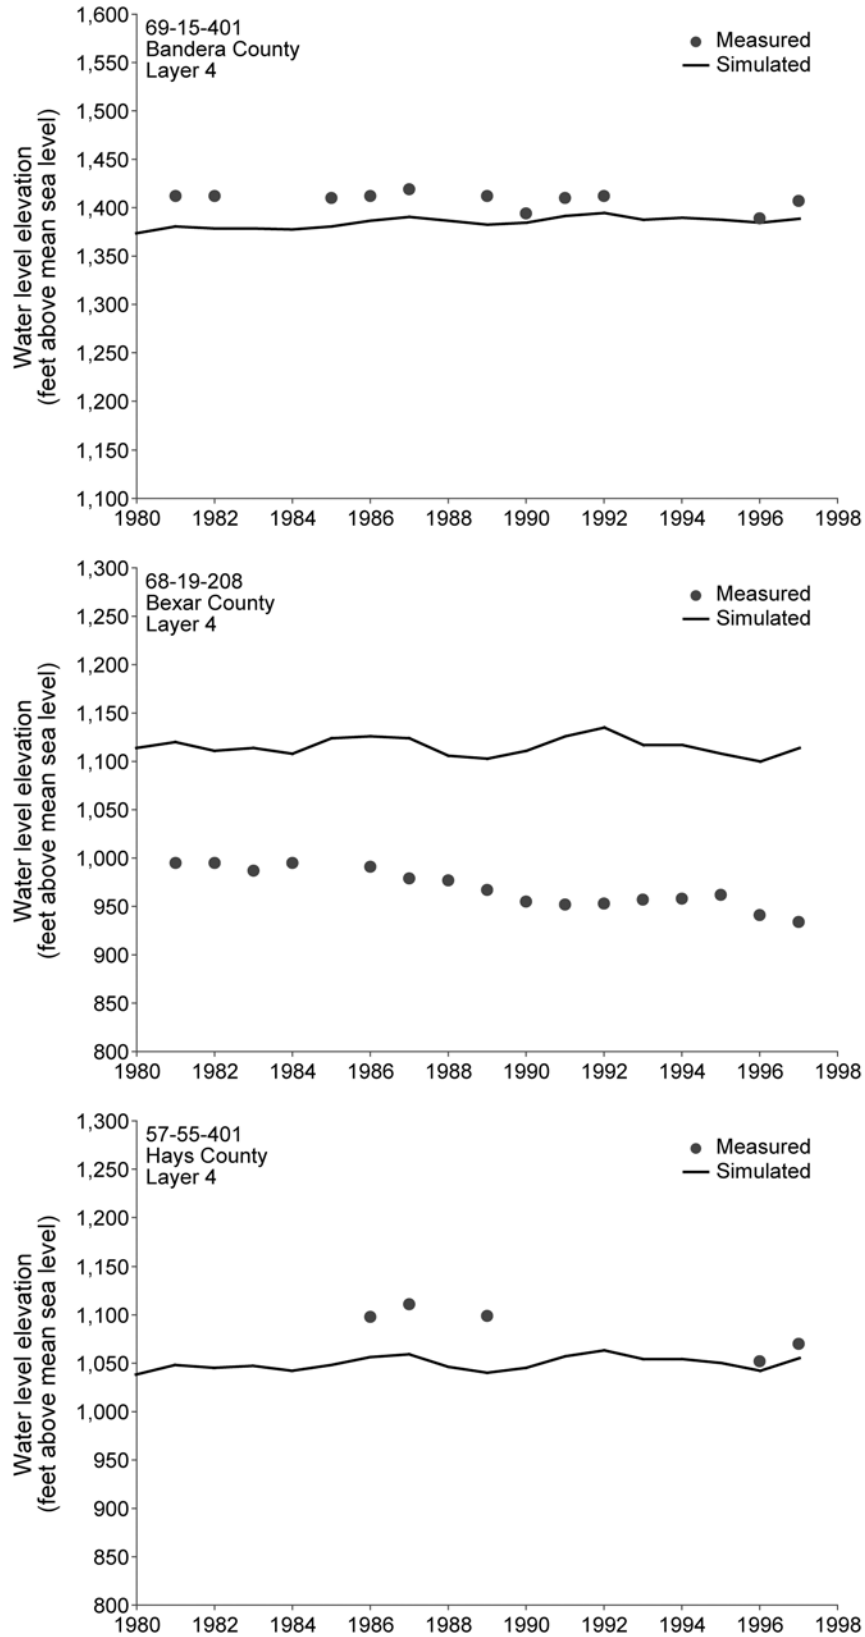 69-15-401
Bandera County
Layer 4
Measured
Simulated
Water level elevation
(feet above mean sea level)
1,600
1,550
1,500
1,450
1,400
1,350
1,300
1,250
1,200
1,150
1,100
1980 1982 1984 1986 1988 1990 1992 1994 1996 1998
68-19-208
Bexar County
Layer 4
Measured
Simulated
Water level elevation
(feet above mean sea level)
1,300
1,250
1,200
1,150
1,100
1,050
1,000
950
900
850
800
1980 1982 1984 1986 1988 1990 1992 1994 1996 1998
57-55-401
Hays County
Layer 4
Measured
Simulated
Water level elevation
(feet above mean sea level)
1,300
1,250
1,200
1,150
1,100
1,050
1,000
950
900
850
800
1980 1982 1984 1986 1988 1990 1992 1994 1996 1998